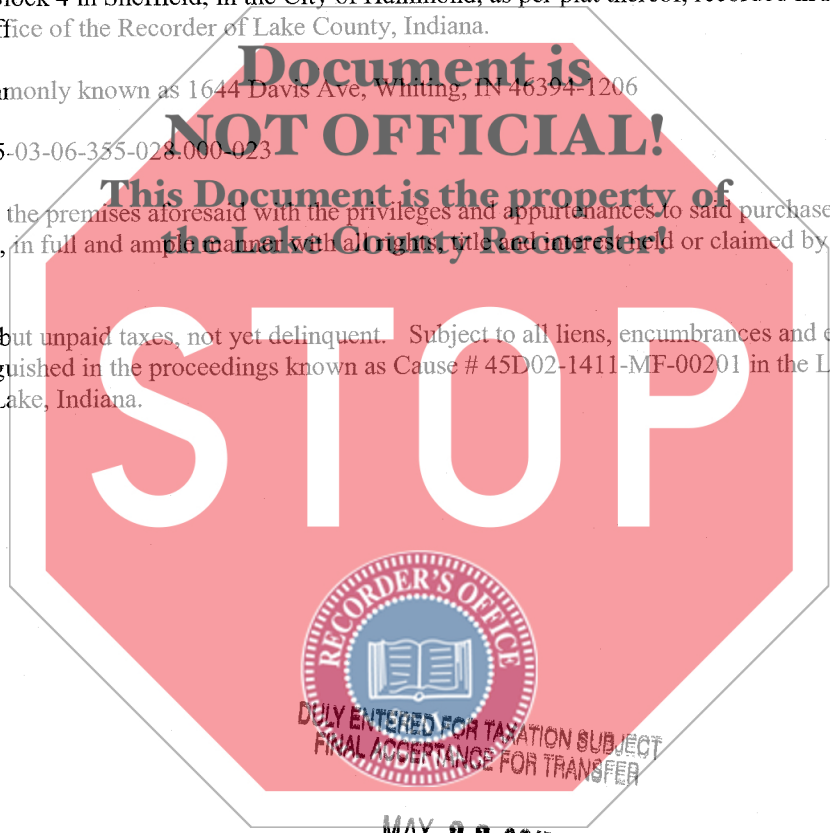 Block 4 in Sheffield, in the City of Hammond, as per plat thereof, recorded in
ffice of the Recorder of Lake County, Indiana.
Document is
monly known as 1644 Davis Ave, Whiting, IN 46394-1206
NOT OFFICIAL!
5-03-06-355-028.000-023
This Document is the property of
the premises aforesaid with the privileges and appurtenances to said purchase
the Lake County Recorder!
, in full and ample manner with all rights, title and interest held or claimed by
but unpaid taxes, not yet delinquent. Subject to all liens, encumbrances and e
guished in the proceedings known as Cause # 45D02-1411-MF-00201 in the L
Lake, Indiana.
STOP
RECORDER'S OFFICE
DULY ENTERED FOR TAXATION SUBJECT
FINAL ACCEPTANCE FOR TRANSFER
MAY